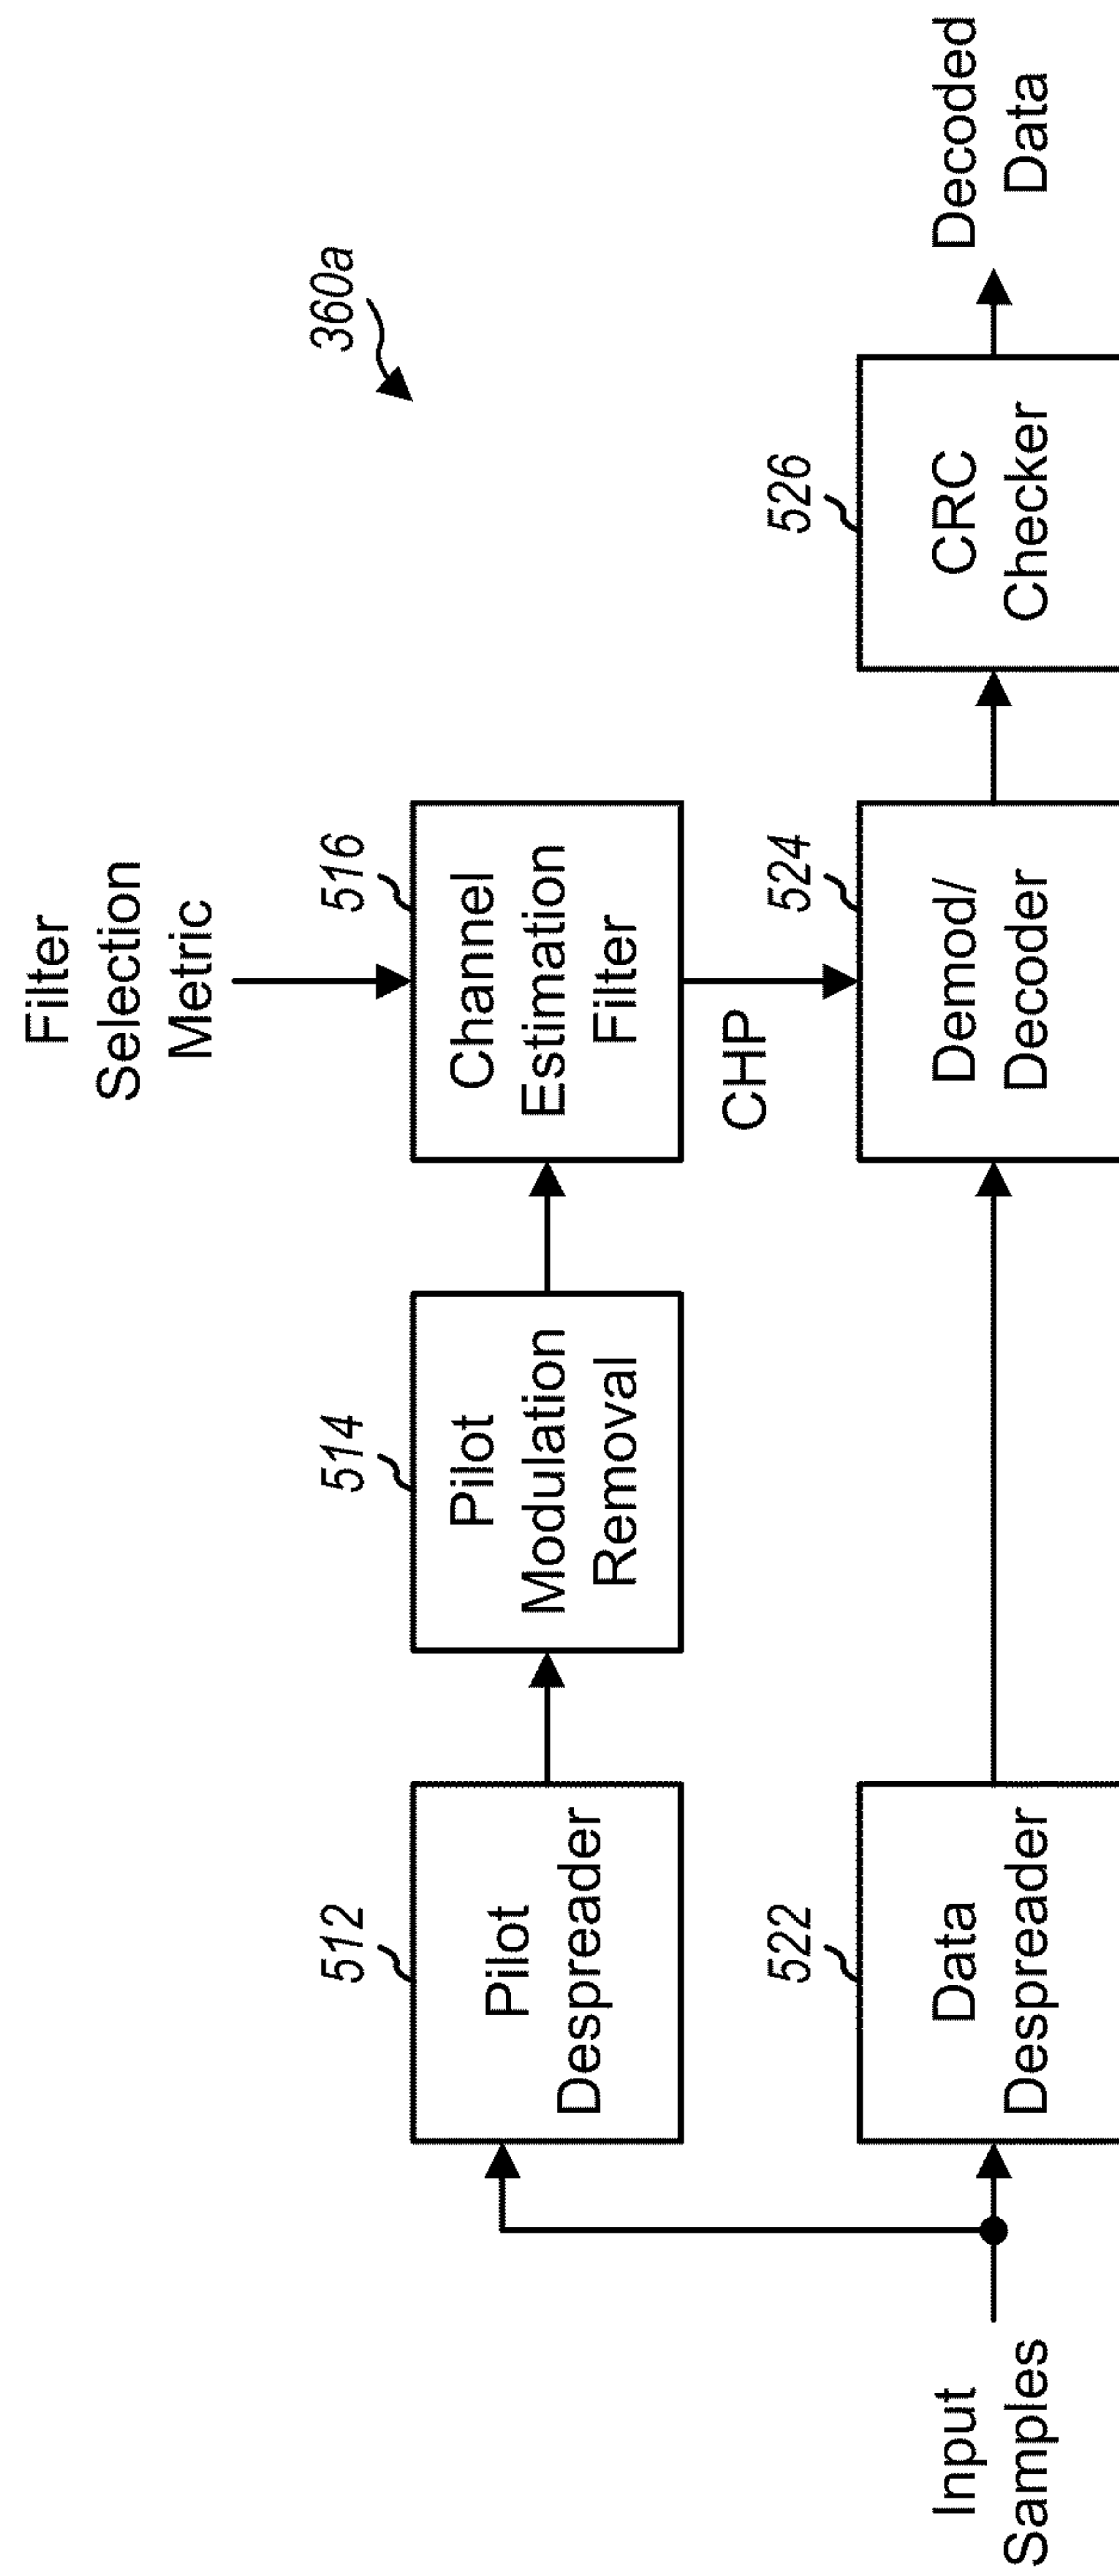 Filter
Selection
Metric
360a
512
Pilot
Despreader
514
Pilot
Modulation
Removal
516
Channel
Estimation
Filter
CHP
Input
Samples
522
Data
Despreader
524
Demod/
Decoder
526
CRC
Checker
Decoded
Data